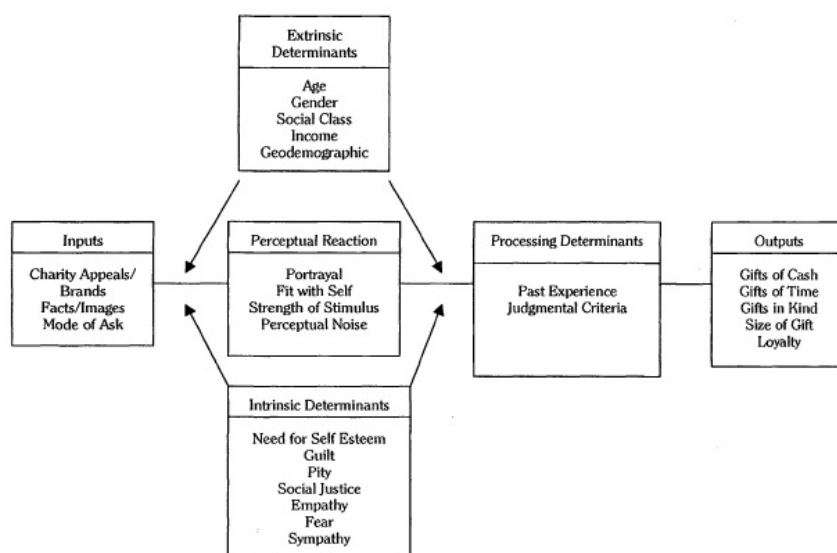 Extrinsic
Determinants
Age
Gender
Social Class
Income
Geodemographic
Inputs
Charity Appeals/
Brands
Facts/Images
Mode of Ask
Perceptual Reaction
Portrayal
Fit with Self
Strength of Stimulus
Perceptual Noise
Processing Determinants
Past Experience
Judgmental Criteria
Outputs
Gifts of Cash
Gifts of Time
Gifts in Kind
Size of Gift
Loyalty
Intrinsic Determinants
Need for Self Esteem
Guilt
Pity
Social Justice
Empathy
Fear
Sympathy